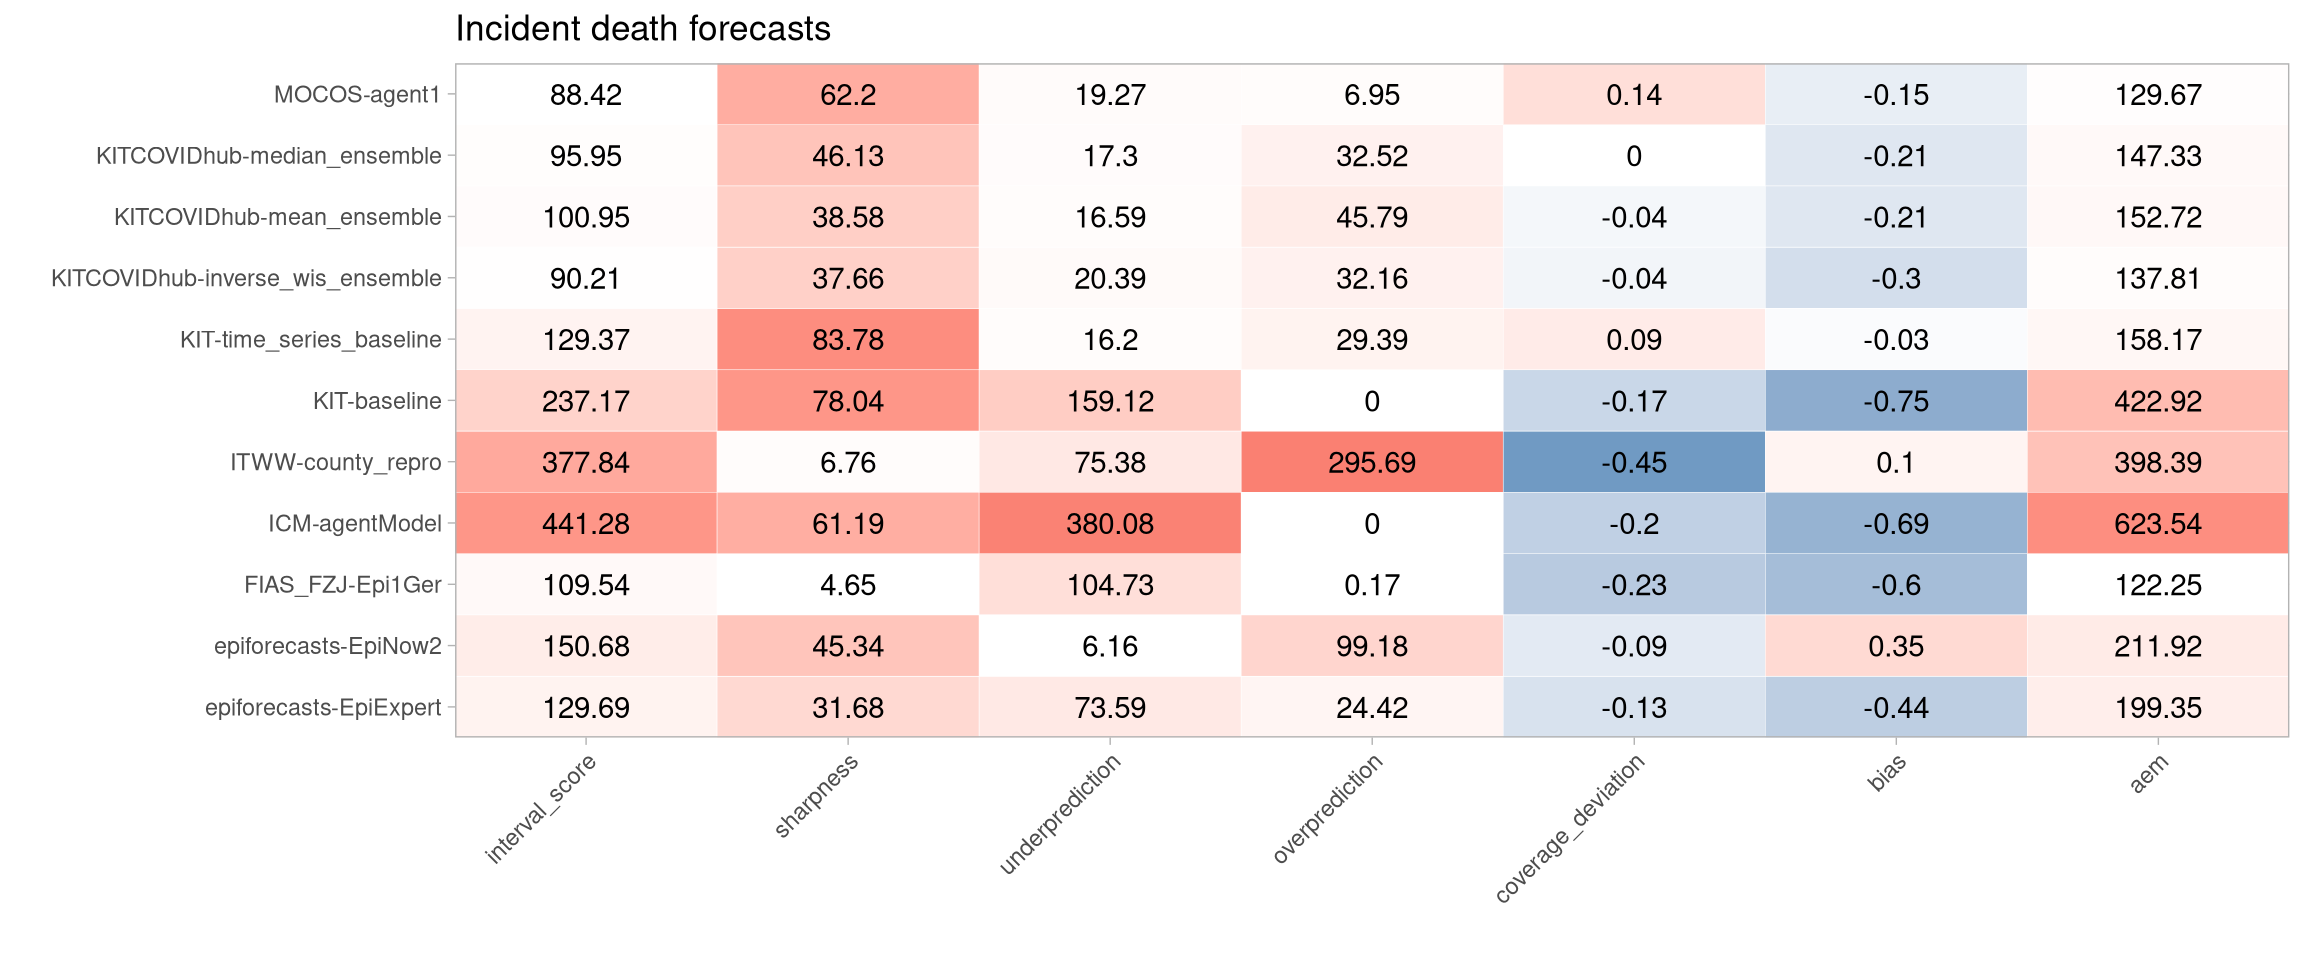 Incident death forecasts
MOCOS-agent1 88.42 62.2 19.27 6.95 0.14 -0.15 129.67
KITCOVIDhub-median_ensemble 95.95 46.13 17.3 32.52 0 -0.21 147.33
KITCOVIDhub-mean_ensemble 100.95 38.58 16.59 45.79 -0.04 -0.21 152.72
KITCOVIDhub-inverse_wis_ensemble 90.21 37.66 20.39 32.16 -0.04 -0.3 137.81
KIT-time_series_baseline 129.37 83.78 16.2 29.39 0.09 -0.03 158.17
KIT-baseline 237.17 78.04 159.12 0 -0.17 -0.75 422.92
ITWW-county_repro 377.84 6.76 75.38 295.69 -0.45 0.1 398.39
ICM-agentModel 441.28 61.19 380.08 0 -0.2 -0.69 623.54
FIAS_FZJ-Epi1Ger 109.54 4.65 104.73 0.17 -0.23 -0.6 122.25
epiforecasts-EpiNow2 150.68 45.34 6.16 99.18 -0.09 0.35 211.92
epiforecasts-EpiExpert 129.69 31.68 73.59 24.42 -0.13 -0.44 199.35
interval_score sharpness underprediction overprediction coverage_deviation bias aem